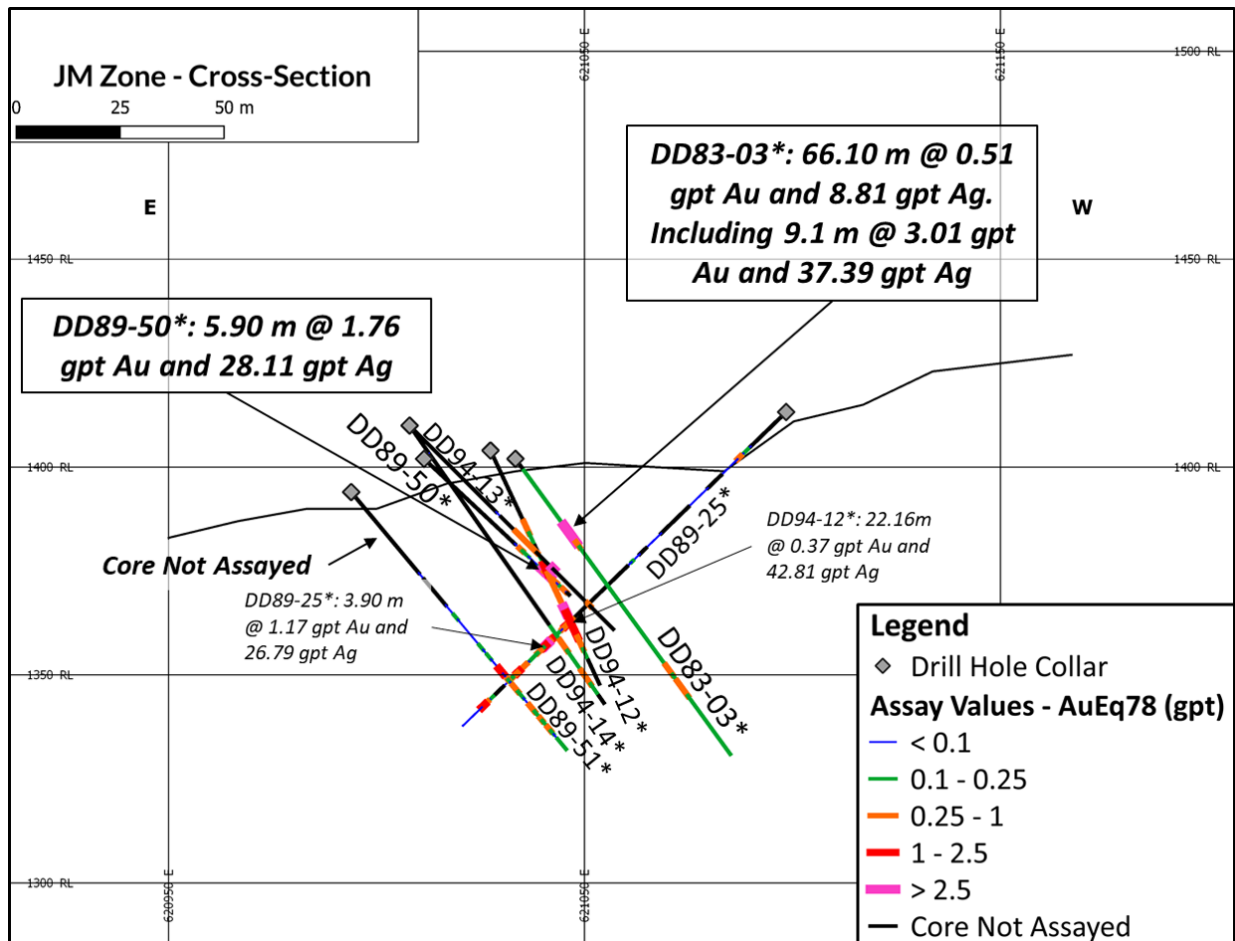 JM Zone - Cross-Section
0 25 50 m
621050 E
621150 E
1500 RL
1500 RL
E
W
DD83-03*: 66.10 m @ 0.51
gpt Au and 8.81 gpt Ag.
Including 9.1 m @ 3.01 gpt
Au and 37.39 gpt Ag
1450 RL
1450 RL
DD89-50*: 5.90 m @ 1.76
gpt Au and 28.11 gpt Ag
1400 RL
1400 RL
DD89-50*
DD94-13*
DD89-25*
Core Not Assayed
DD94-12*: 22.16m
@ 0.37 gpt Au and
42.81 gpt Ag
DD89-25*: 3.90 m
@ 1.17 gpt Au and
26.79 gpt Ag
DD94-12*
DD83-03*
DD94-14*
DD89-51*
1350 RL
1300 RL
620950 E
621050 E
Legend
Drill Hole Collar
Assay Values - AuEq78 (gpt)
< 0.1
0.1 - 0.25
0.25 - 1
1 - 2.5
> 2.5
Core Not Assayed